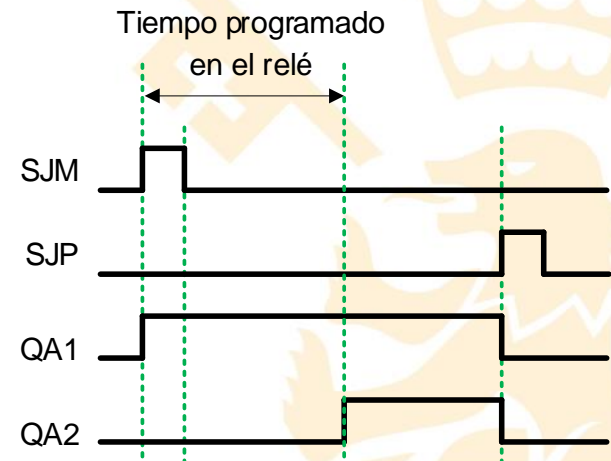 Tiempo programado
en el relé
SJM
SJP
QA1
QA2